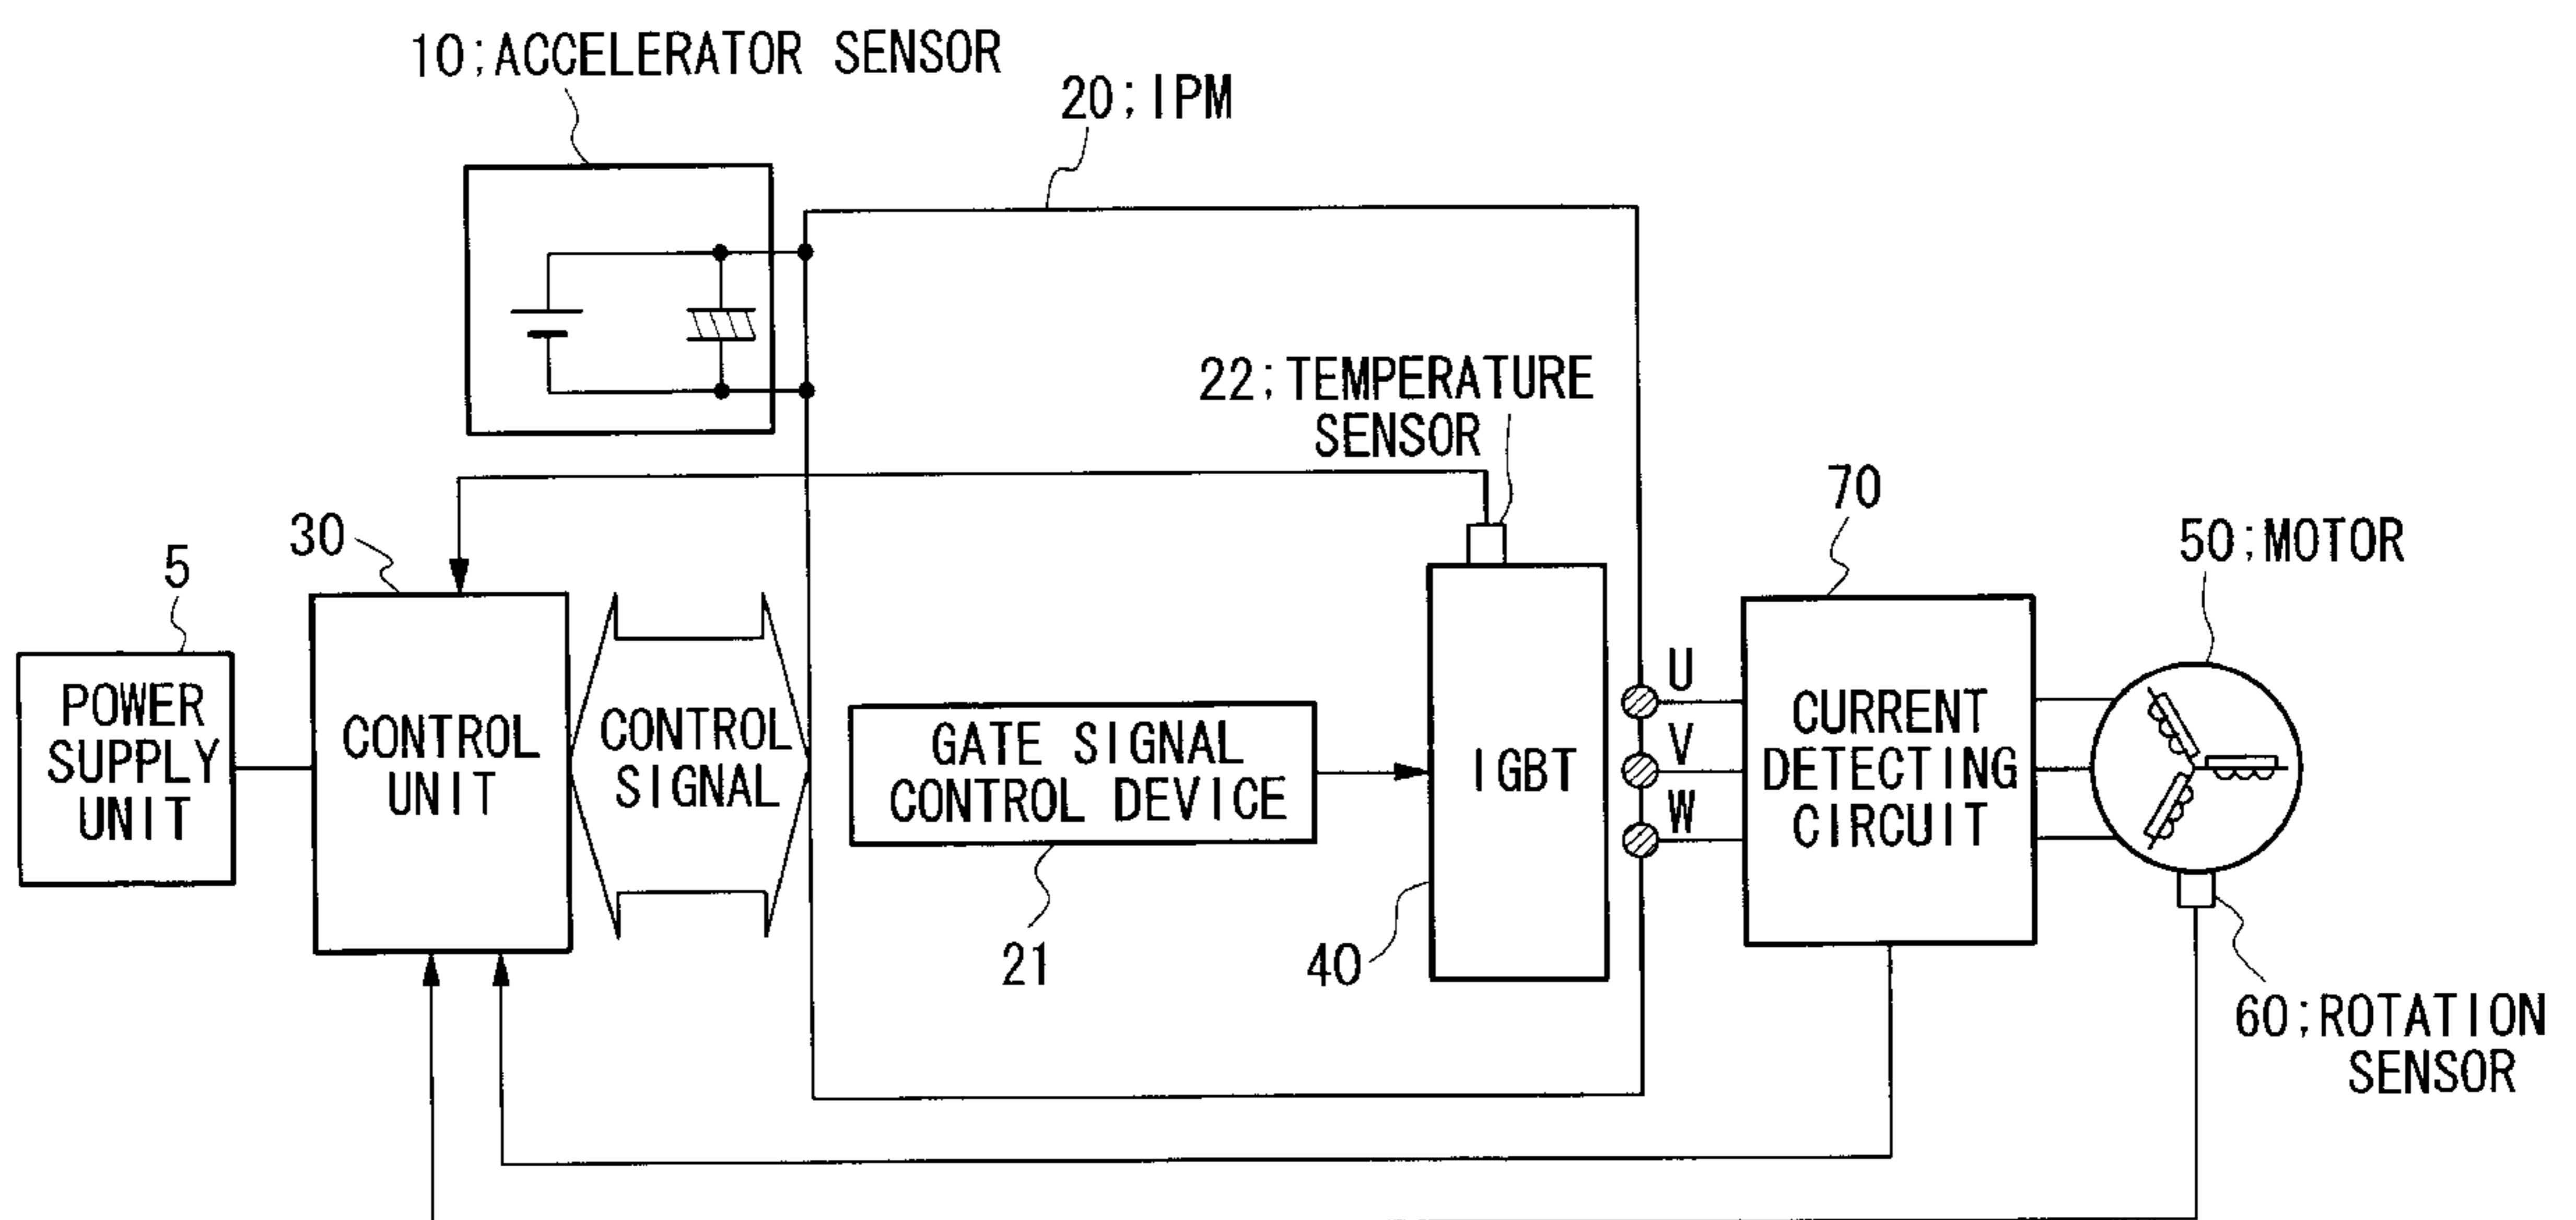 10;ACCELERATOR SENSOR
20;IPM
22;TEMPERATURE
SENSOR
70
50;MOTOR
30
5
POWER
SUPPLY
UNIT
CONTROL
UNIT
CONTROL
SIGNAL
GATE SIGNAL
CONTROL DEVICE
IGBT
U
V
W
CURRENT
DETECTING
CIRCUIT
21
40
60;ROTATION
SENSOR